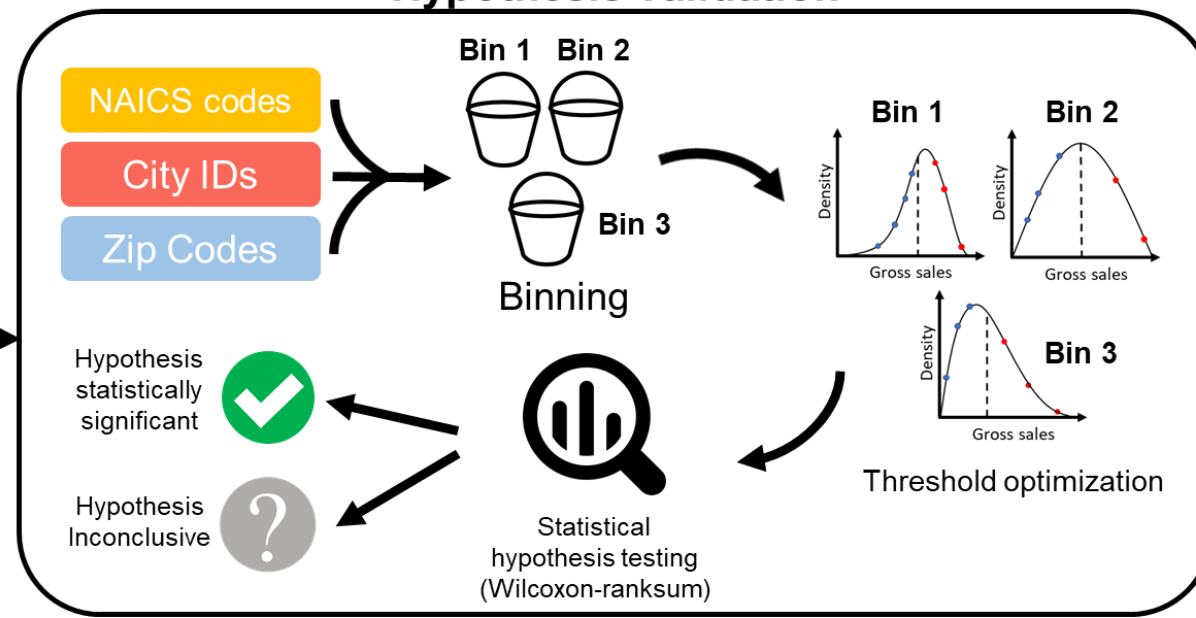 Hypothesis Validation
NAICS codes
City IDs
Zip Codes
Bin 1
Bin 2
Bin 3
Binning
Bin 1
Density
Gross sales
Bin 2
Density
Gross sales
Bin 3
Density
Gross sales
Threshold optimization
Statistical
hypothesis testing
(Wilcoxon-ranksum)
Hypothesis
statistically
significant
Hypothesis
Inconclusive
?